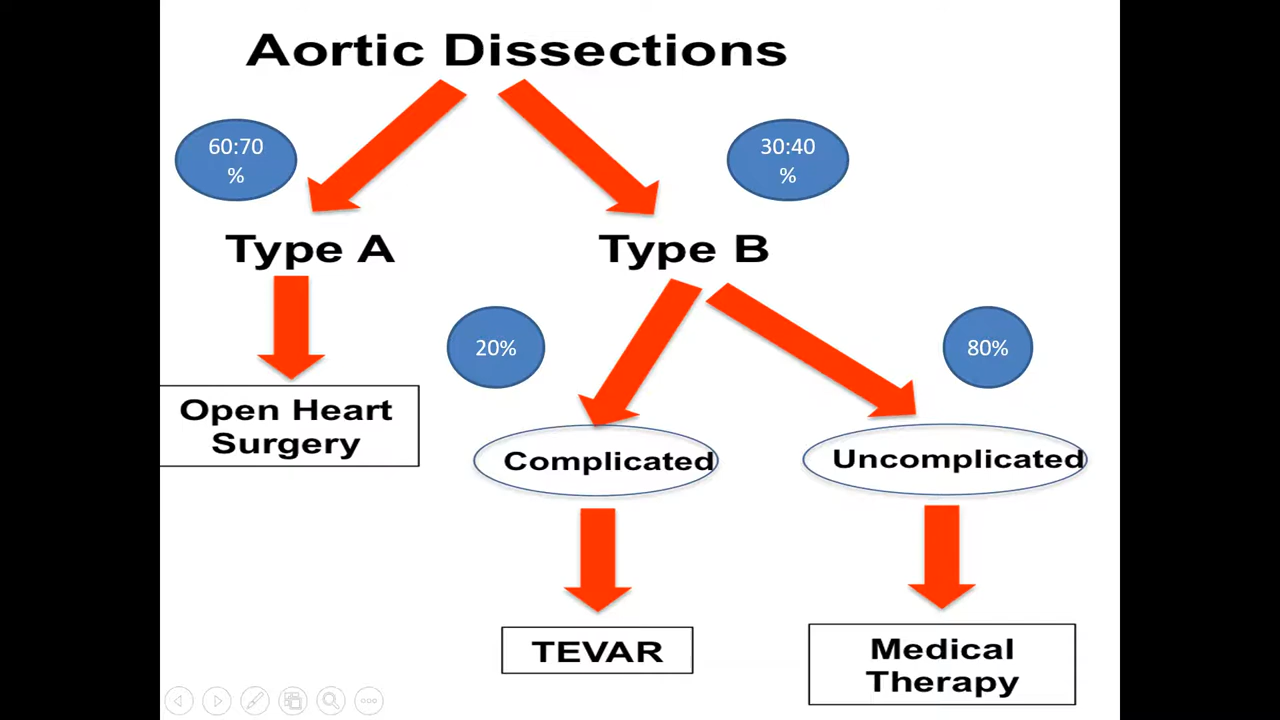 Aortic Dissections
60:70
%
30:40
%
Type A
Type B
20%
80%
Open Heart
Surgery
Complicated
Uncomplicated
TEVAR
Medical
Therapy